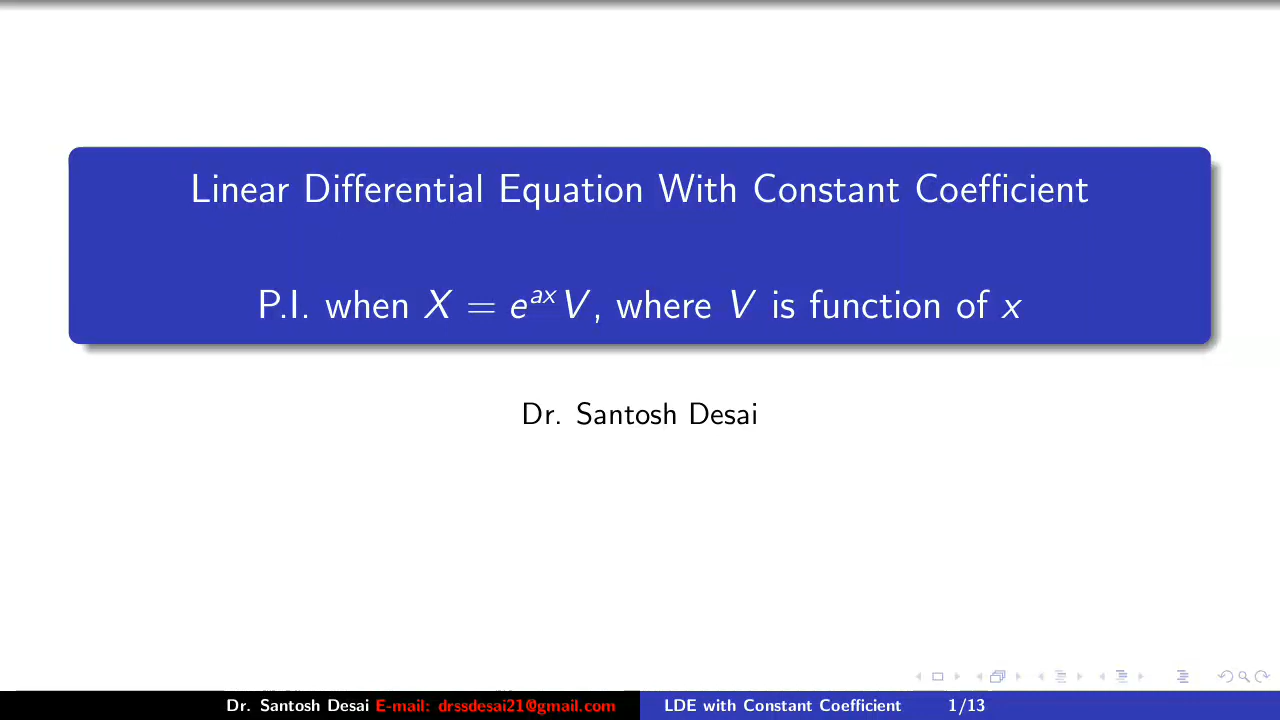 Linear Differential Equation With Constant Coefficient
P.I. when X = e^{ax} V, where V is function of x
Dr. Santosh Desai
Dr. Santosh Desai E-mail: drssdesai21@gmail.com LDE with Constant Coefficient 1/13